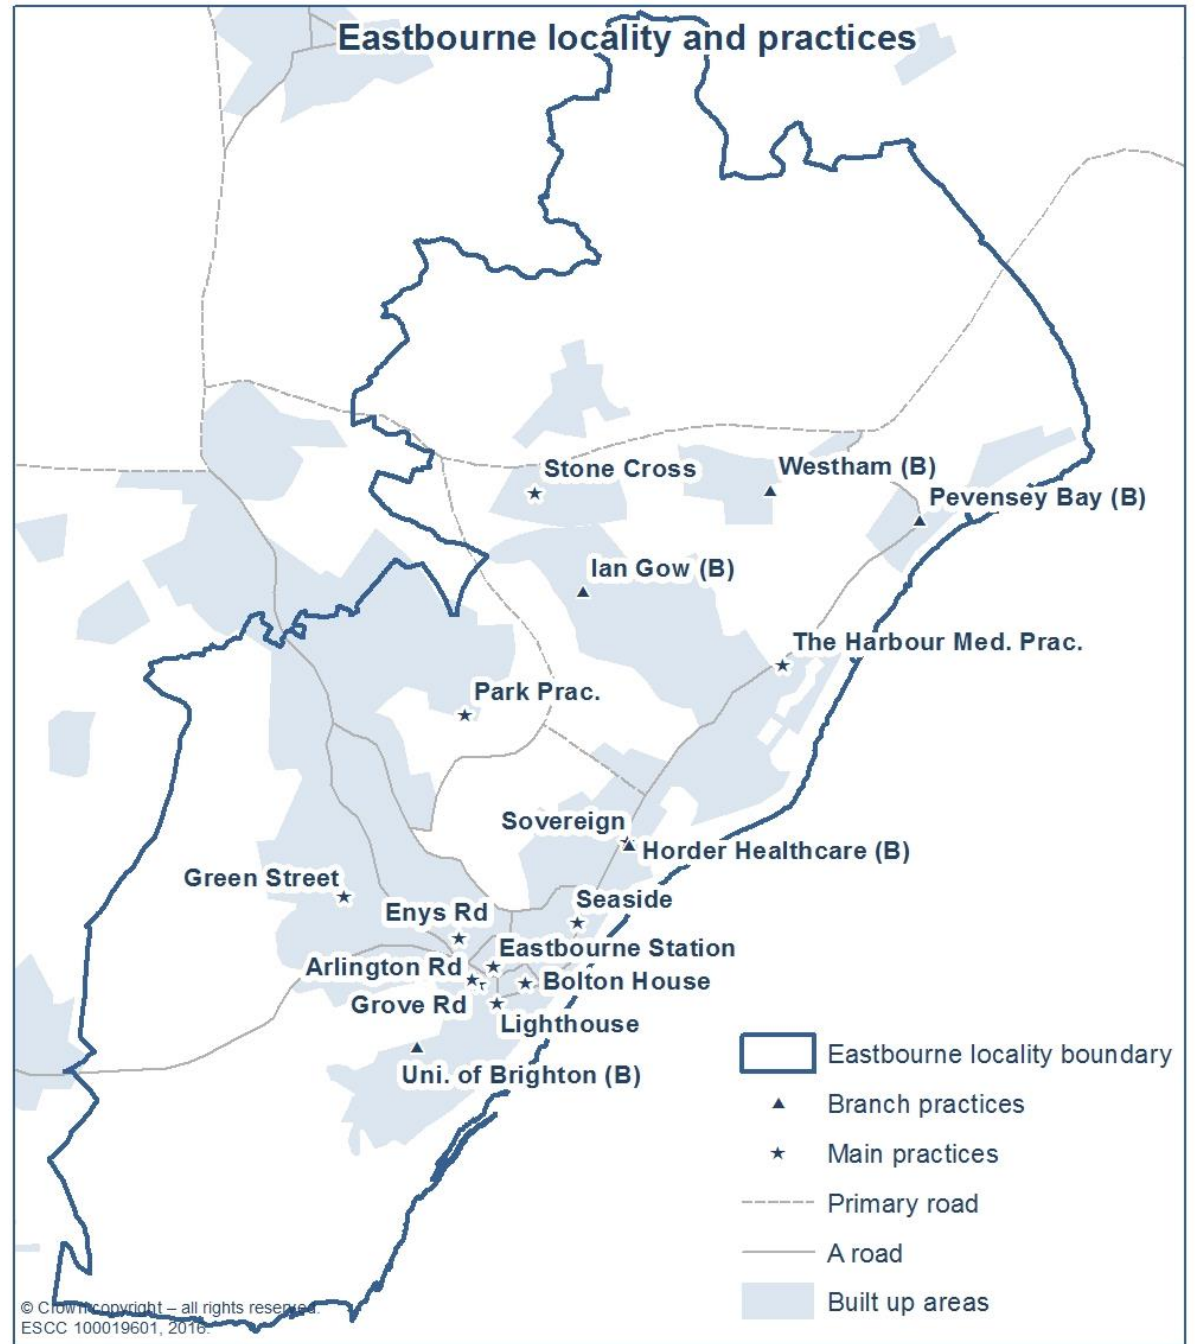 Eastbourne locality and practices
Stone Cross
Westham (B)
Pevensey Bay (B)
Ian Gow (B)
The Harbour Med. Prac.
Park Prac.
Sovereign
Horder Healthcare (B)
Green Street
Seaside
Enys Rd
Eastbourne Station
Arlington Rd
Bolton House
Grove Rd
Lighthouse
Uni. of Brighton (B)
Eastbourne locality boundary
Branch practices
Main practices
Primary road
A road
Built up areas
© Crown copyright – all rights reserved.
ESCC 100019601, 2016.